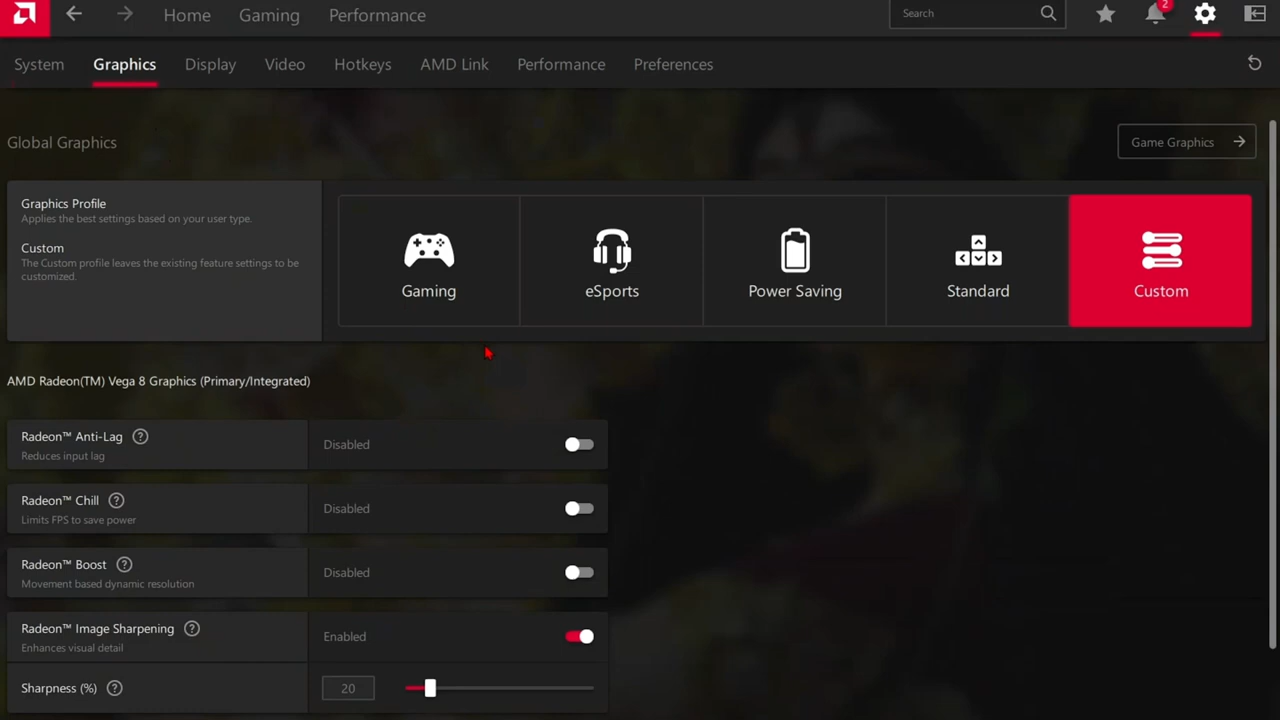 Home Gaming Performance Search 2
System Graphics Display Video Hotkeys AMD Link Performance Preferences
Global Graphics
Game Graphics
Graphics Profile
Applies the best settings based on your user type.
Custom
The Custom profile leaves the existing feature settings to be
customized.
Gaming
eSports
Power Saving
Standard
Custom
AMD Radeon(TM) Vega 8 Graphics (Primary/Integrated)
Radeon™ Anti-Lag ?
Reduces input lag
Disabled
Radeon™ Chill ?
Limits FPS to save power
Disabled
Radeon™ Boost ?
Movement based dynamic resolution
Disabled
Radeon™ Image Sharpening ?
Enhances visual detail
Enabled
Sharpness (%) ?
20